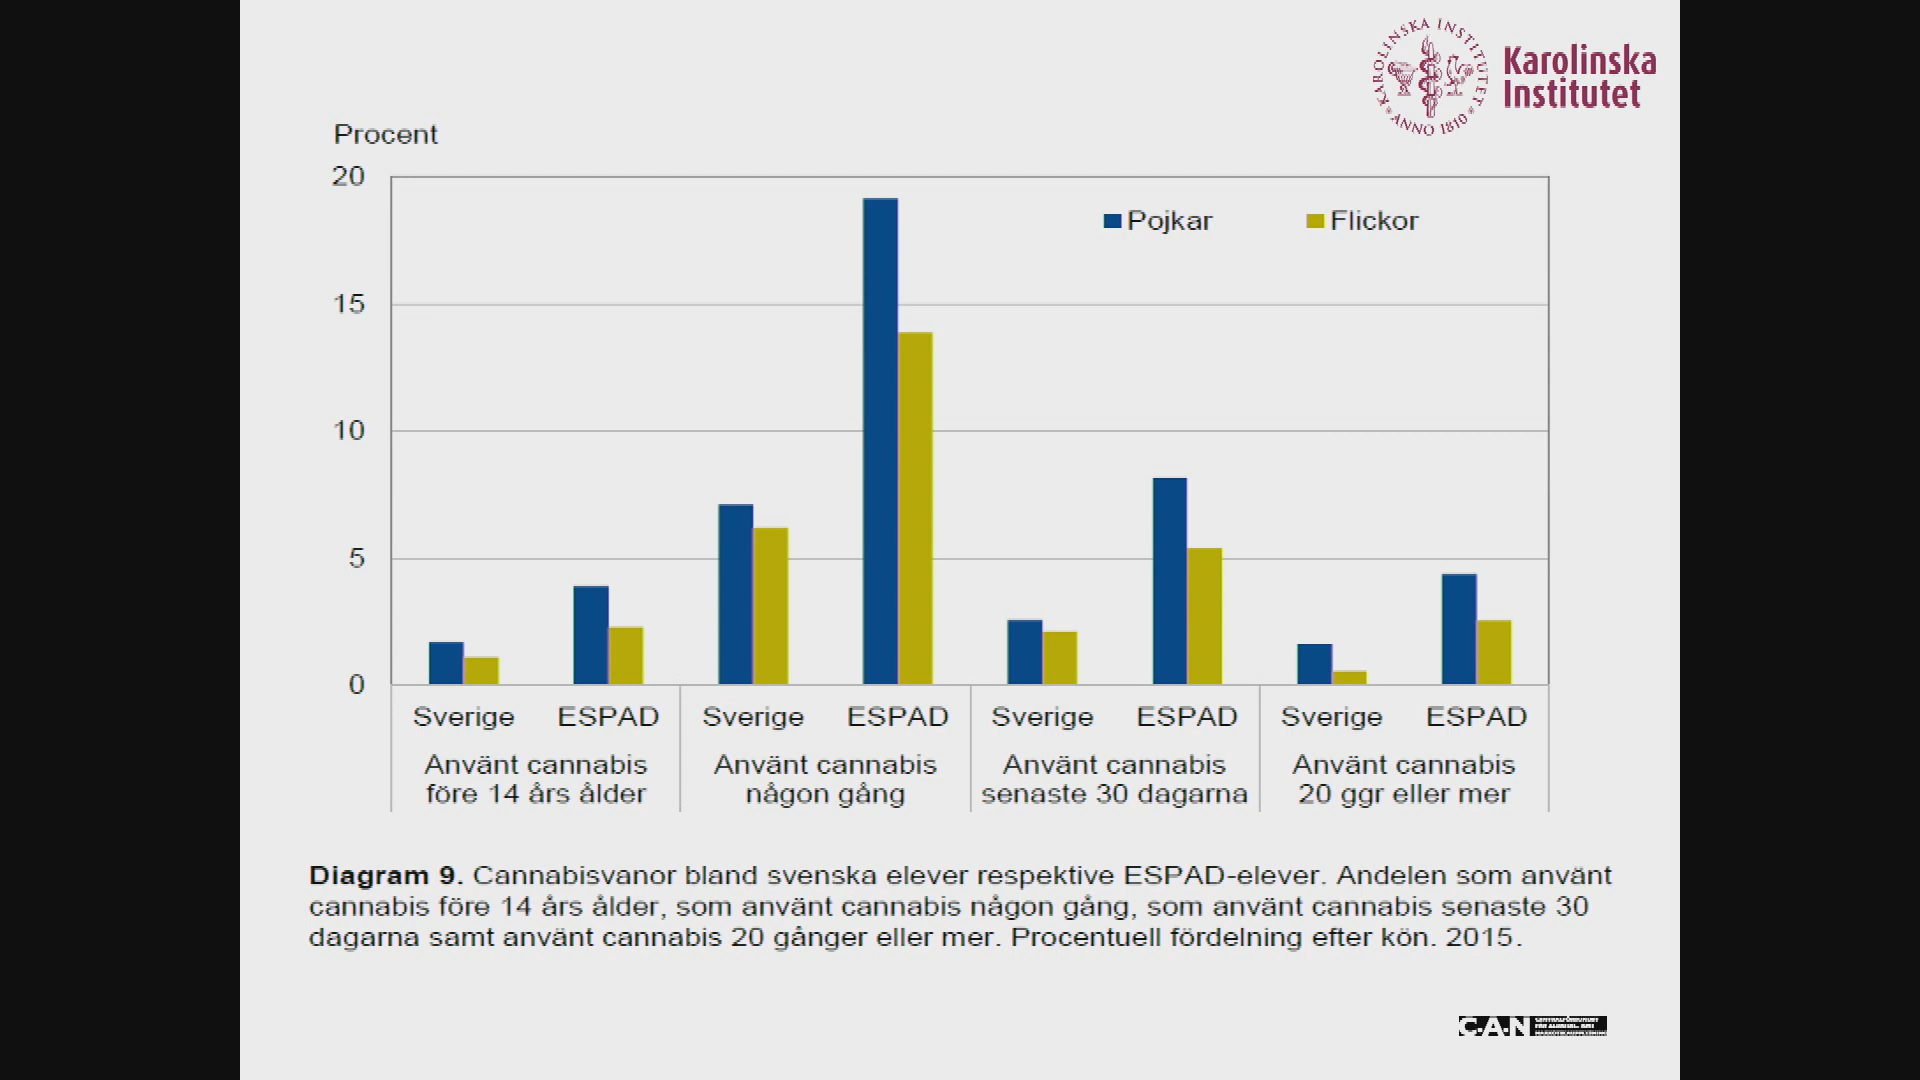 KAROLINSKA INSTITUTET
ANNO 1810
Karolinska
Institutet
Procent
20
15
10
5
0
Pojkar
Flickor
Sverige
ESPAD
Sverige
ESPAD
Sverige
ESPAD
Sverige
ESPAD
Använt cannabis
före 14 års ålder
Använt cannabis
någon gång
Använt cannabis
senaste 30 dagarna
Använt cannabis
20 ggr eller mer
Diagram 9. Cannabisvanor bland svenska elever respektive ESPAD-elever. Andelen som använt
cannabis före 14 års ålder, som använt cannabis någon gång, som använt cannabis senaste 30
dagarna samt använt cannabis 20 gånger eller mer. Procentuell fördelning efter kön. 2015.
C.A.N